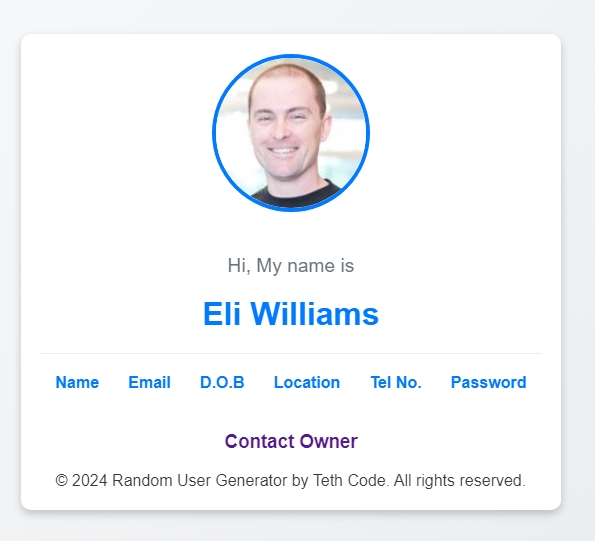 Hi, My name is
Eli Williams
Name Email D.O.B Location Tel No. Password
Contact Owner
© 2024 Random User Generator by Teth Code. All rights reserved.